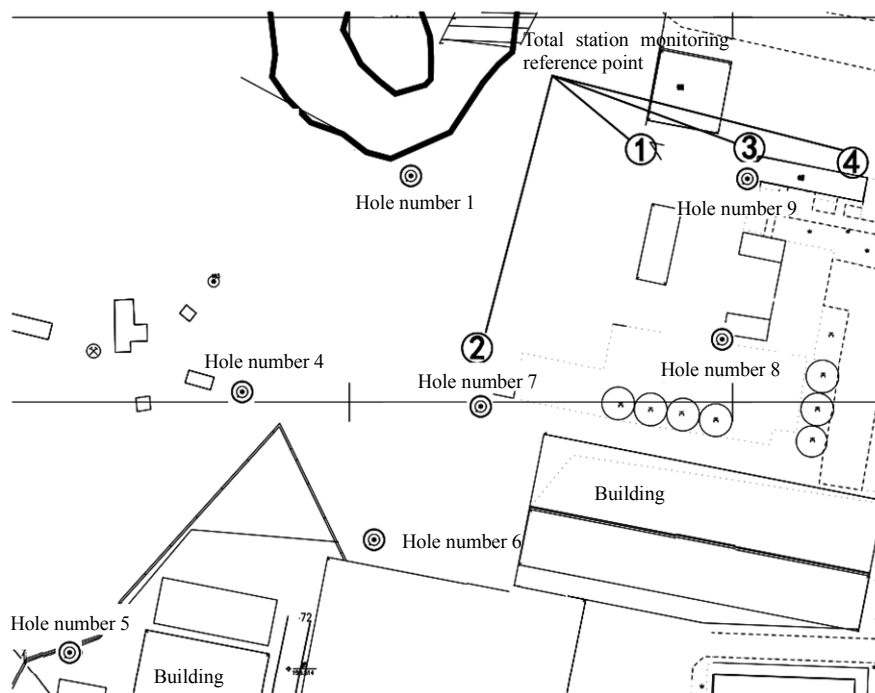 Total station monitoring
reference point
1
3
4
Hole number 1
Hole number 9
2
Hole number 4
Hole number 7
Hole number 8
Building
Hole number 6
Hole number 5
72
Building